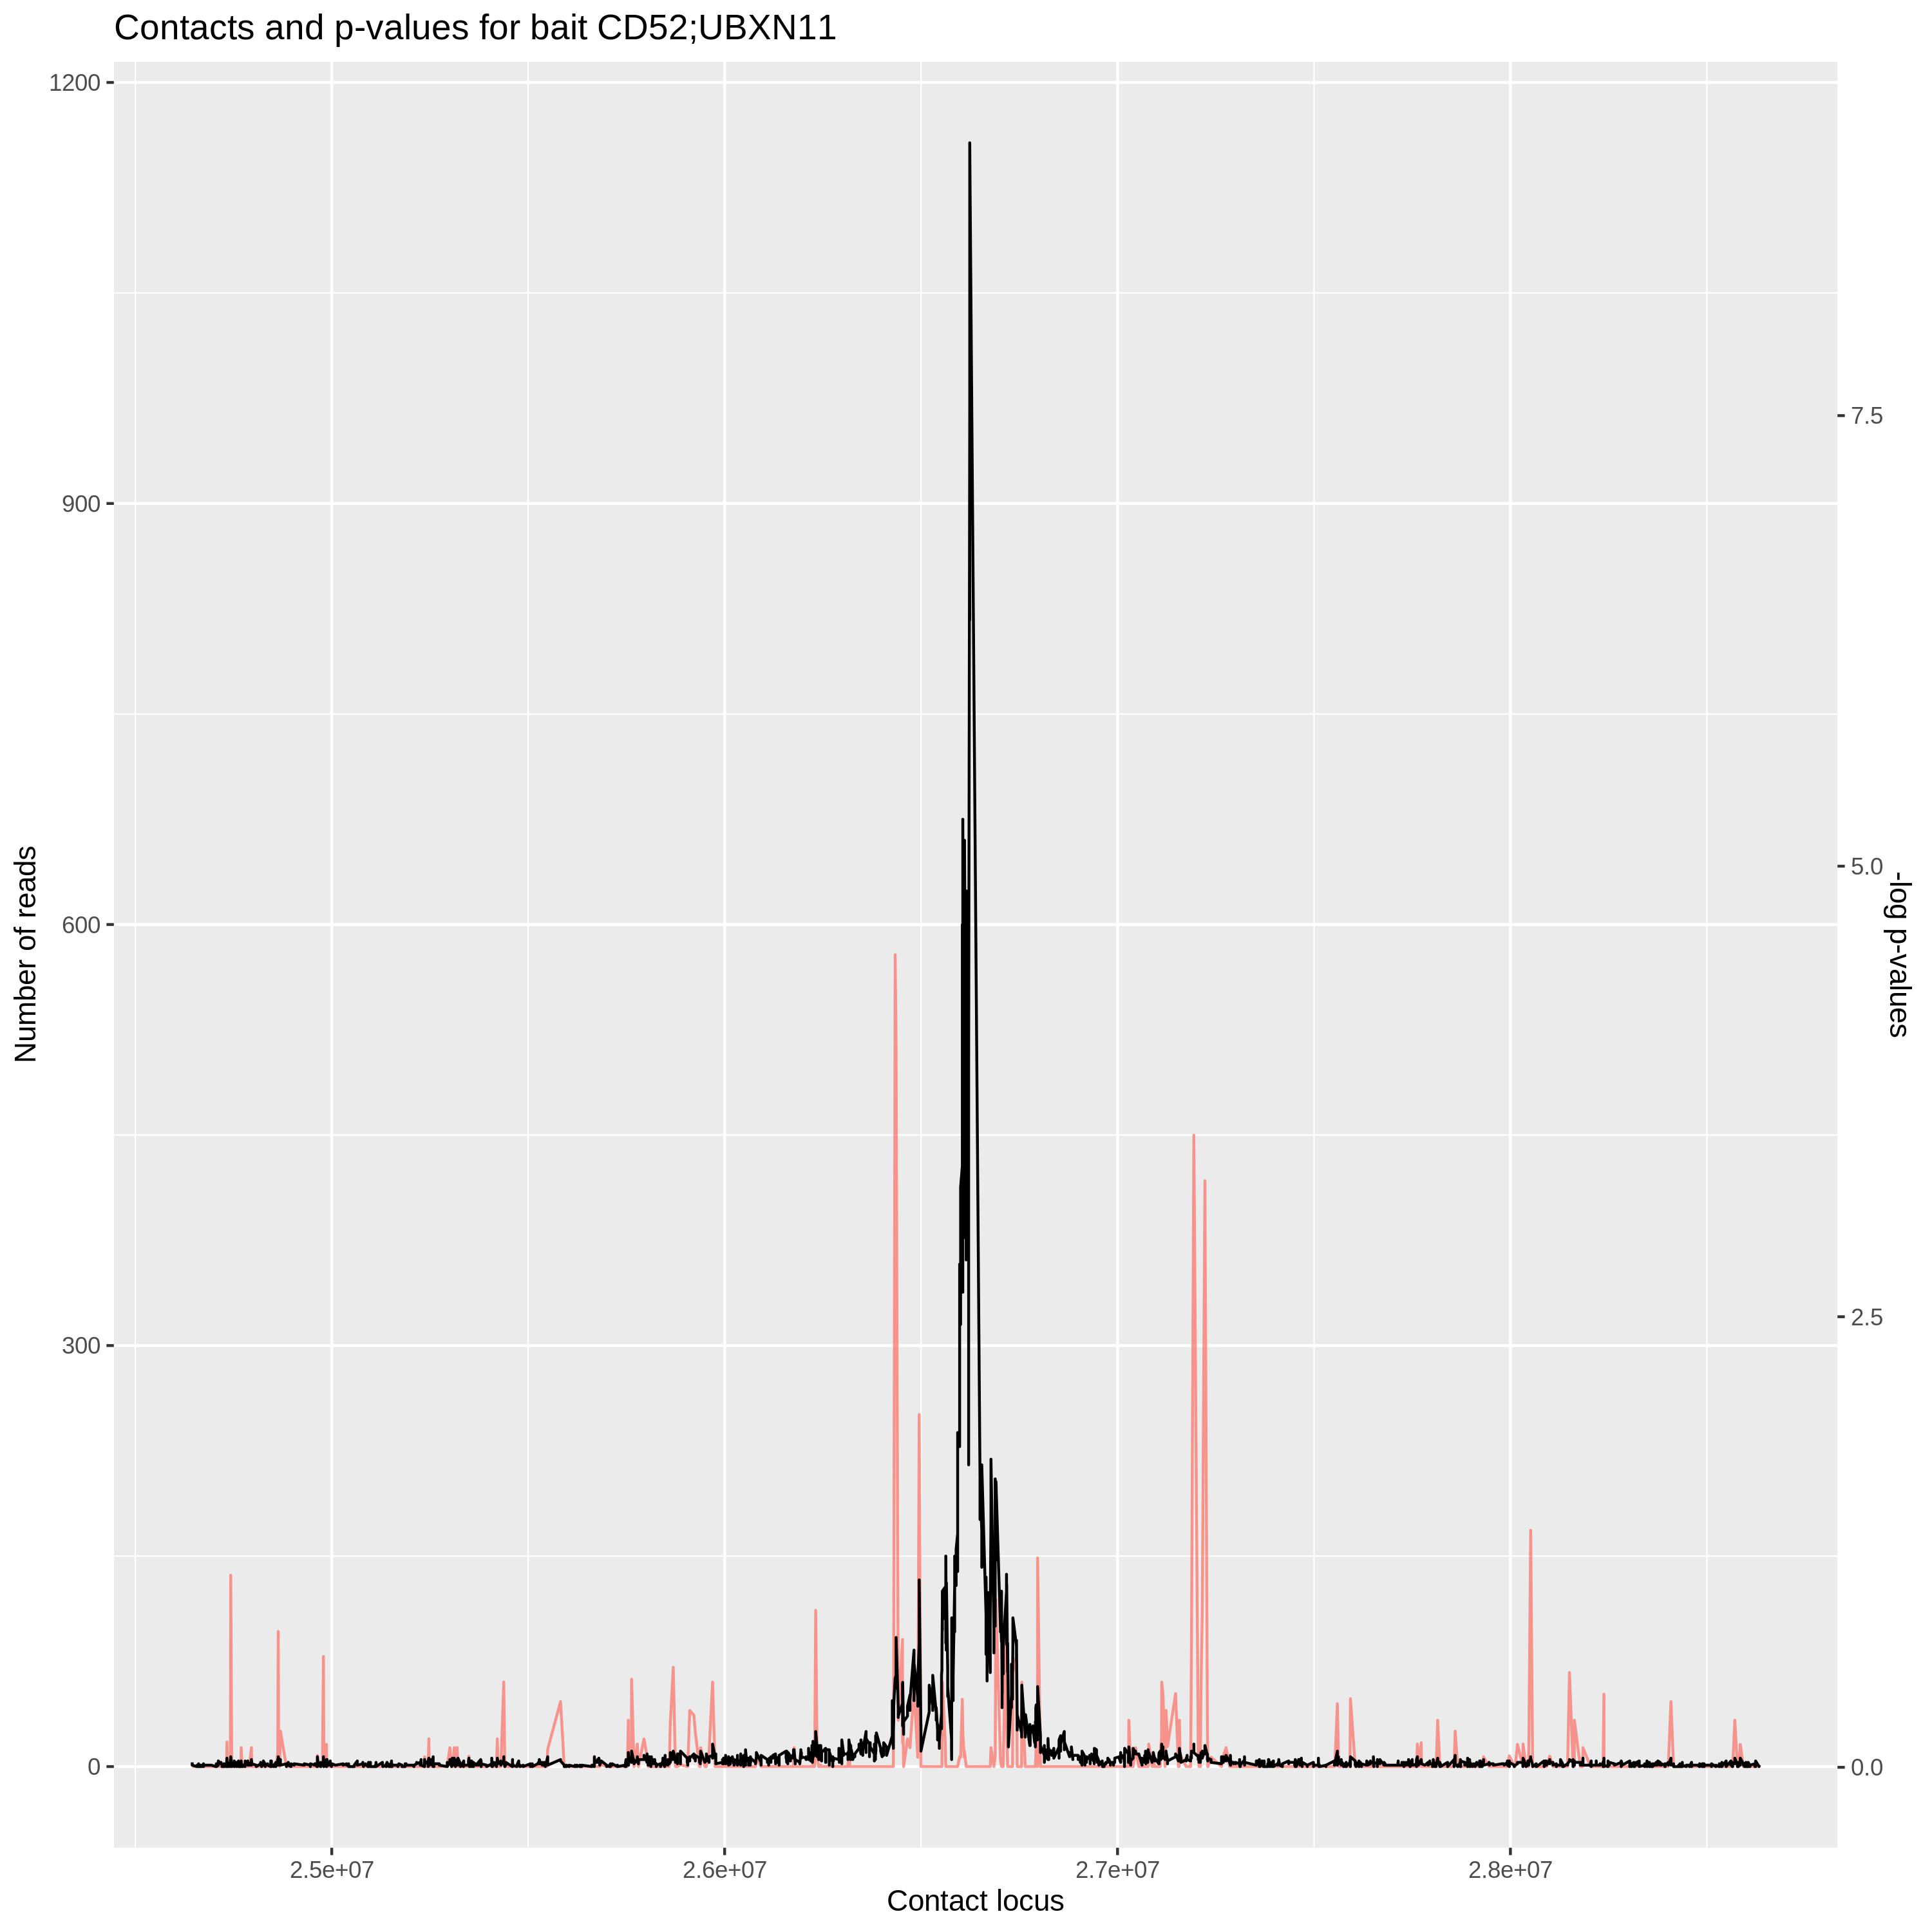 Contacts and p-values for bait CD52;UBXN11
1200
900
600
300
0
Number of reads
7.5
5.0
2.5
0.0
-log p-values
2.5e+07
2.6e+07
2.7e+07
2.8e+07
Contact locus